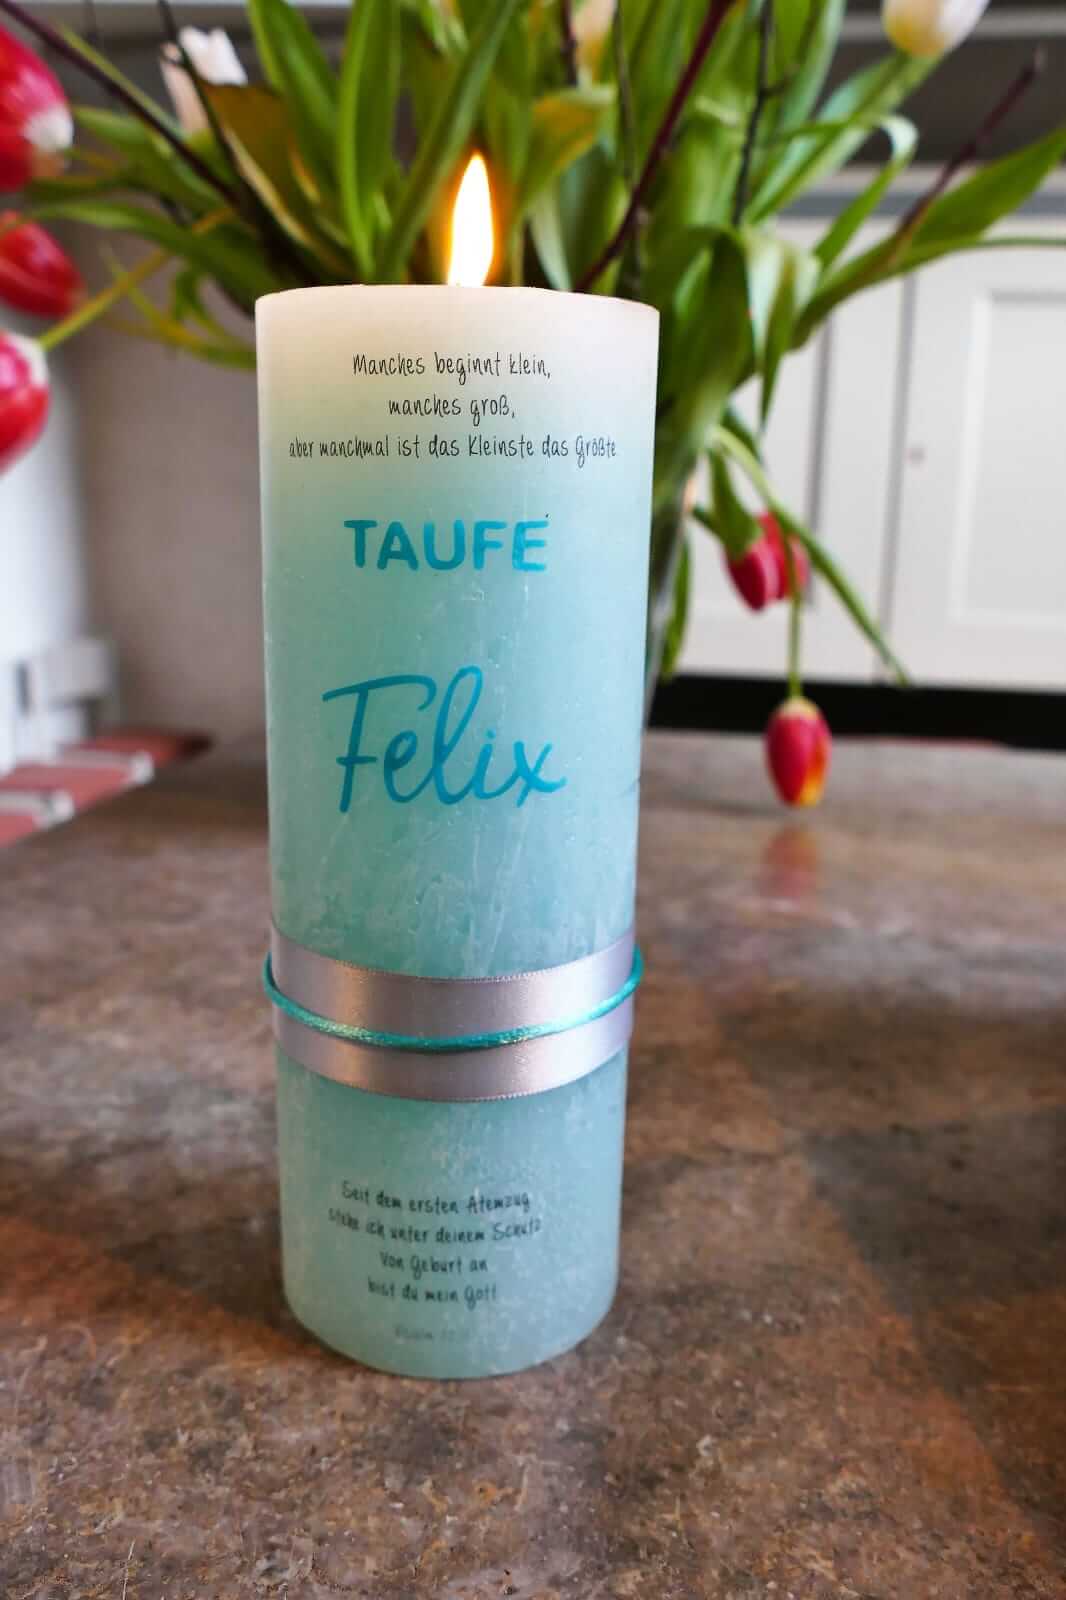 Manches beginnt klein,
manches groß,
aber manchmal ist das Kleinste das Größte.
TAUFE
Felix
Seit dem ersten Atemzug
stehe ich unter deinem Schutz
Von Geburt an
bist du mein Gott
Psalm